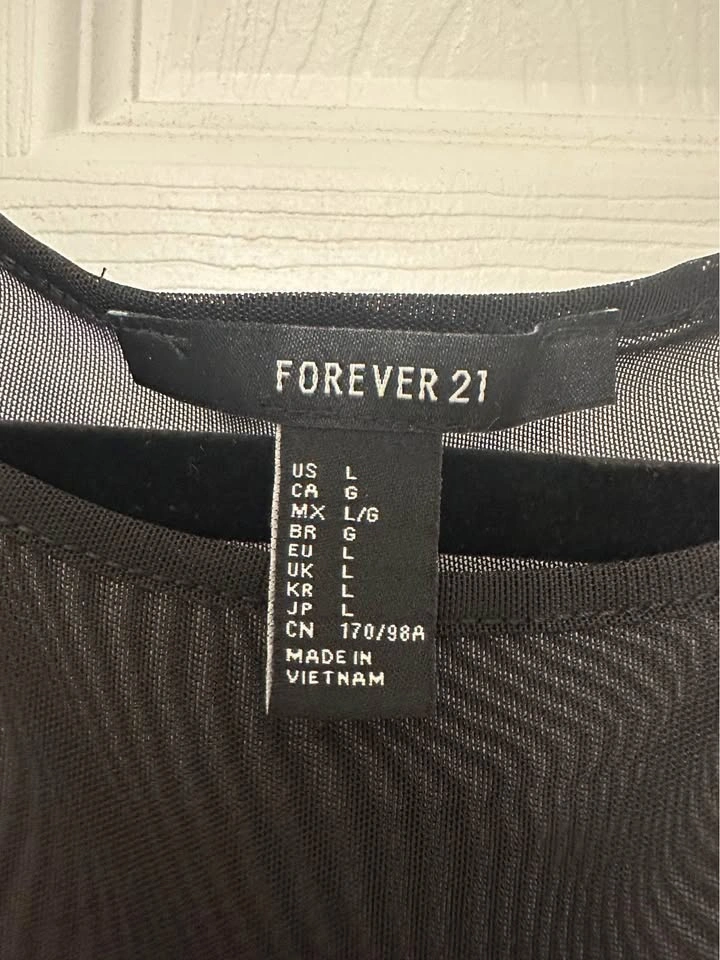 FOREVER 21
US L
CA G
MX L/G
BR G
EU L
UK L
KR L
JP L
CN 170/98A
MADE IN
VIETNAM